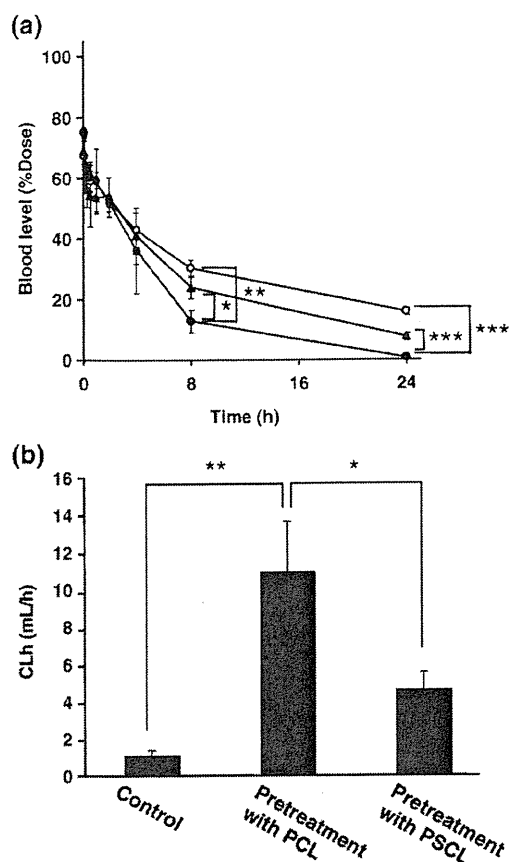 (a)
100
80
60
40
20
0
Blood level (%Dose)
**
*
***
***
0
8
16
24
Time (h)
(b)
16
14
12
10
8
6
4
2
0
CLh (mL/h)
**
*
Control
Pretreatment
with PCL
Pretreatment
with PSCL